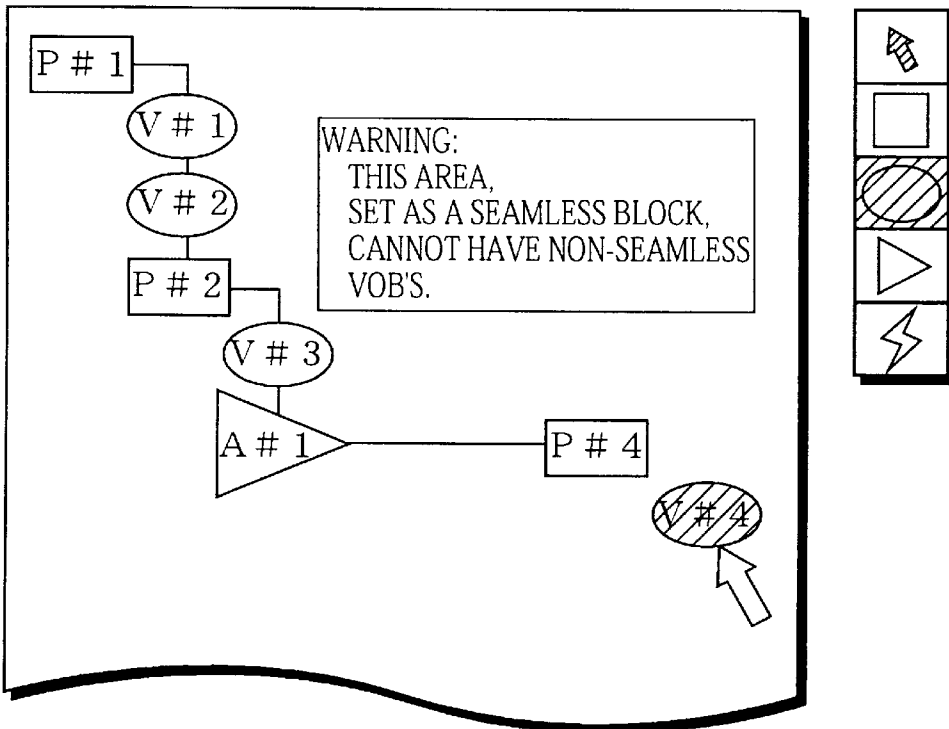 P # 1
V # 1
WARNING:
THIS AREA,
SET AS A SEAMLESS BLOCK,
CANNOT HAVE NON-SEAMLESS
VOB'S.
V # 2
P # 2
V # 3
A # 1
P # 4
V # 4